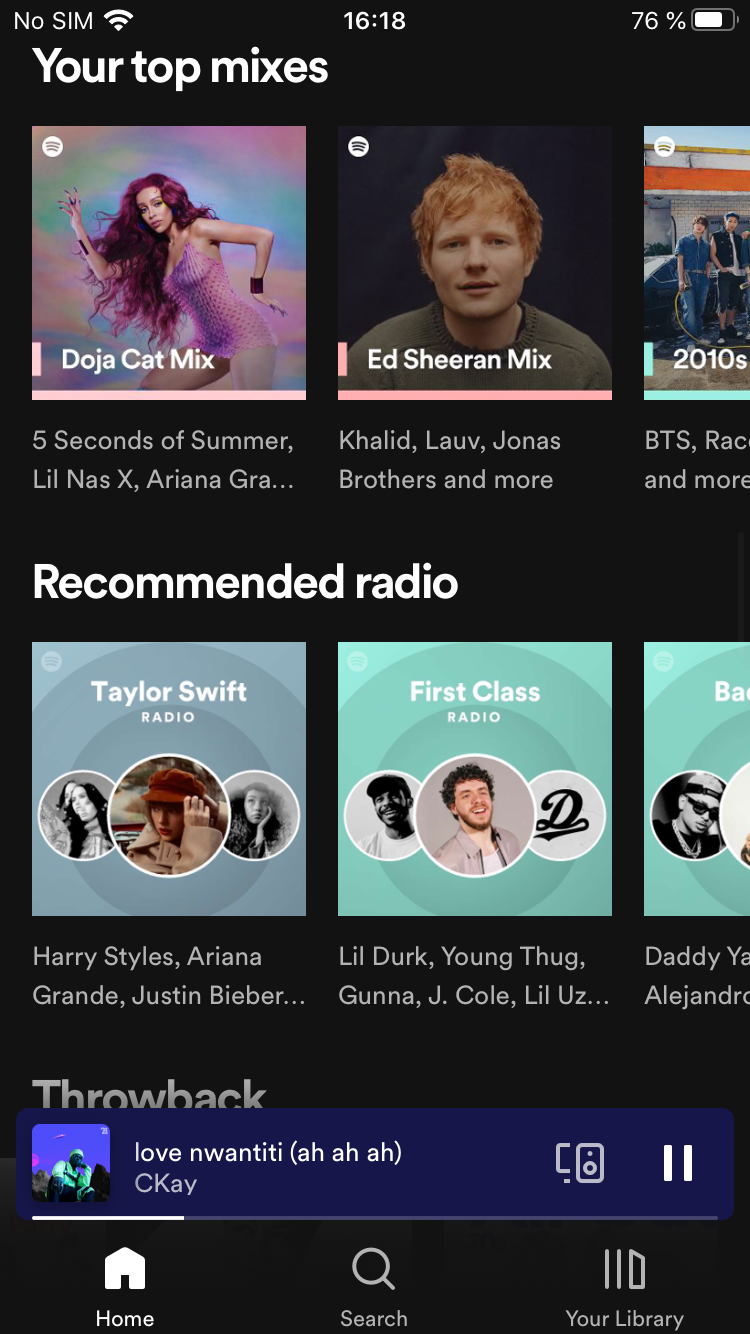 No SIM 16:18 76 %
Your top mixes
Doja Cat Mix
Ed Sheeran Mix
2010s
5 Seconds of Summer,
Lil Nas X, Ariana Gra...
Khalid, Lauv, Jonas
Brothers and more
BTS, Rac
and more
Recommended radio
Taylor Swift
RADIO
First Class
RADIO
D
Ba
Harry Styles, Ariana
Grande, Justin Bieber...
Lil Durk, Young Thug,
Gunna, J. Cole, Lil Uz...
Daddy Ya
Alejandro
Throwback
love nwantiti (ah ah ah)
CKay
Home
Search
Your Library